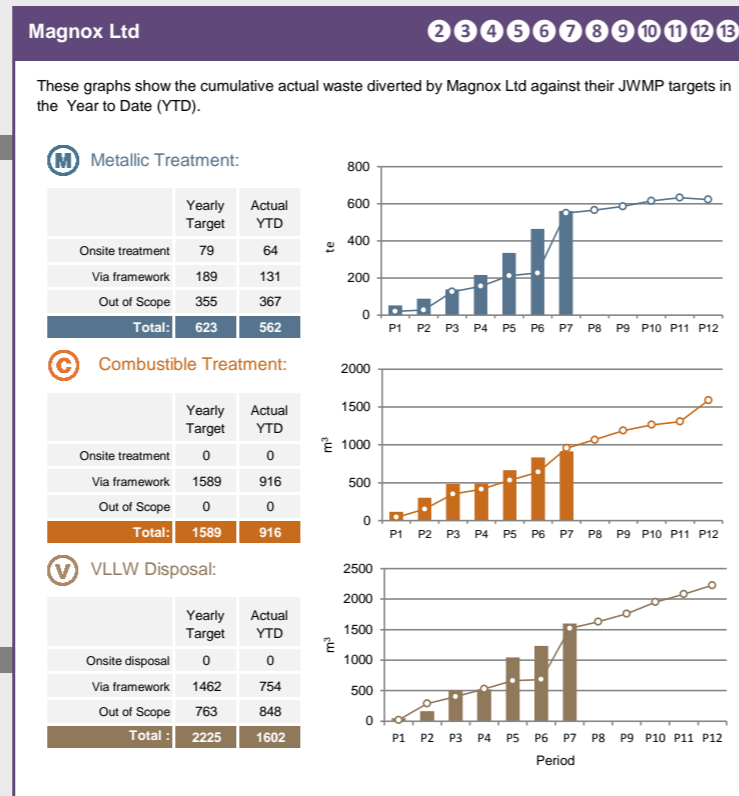 Magnox Ltd
2 3 4 5 6 7 8 9 10 11 12 13
These graphs show the cumulative actual waste diverted by Magnox Ltd against their JWMP targets in
the Year to Date (YTD).
M Metallic Treatment:
Yearly Target Actual YTD
Onsite treatment 79 64
Via framework 189 131
Out of Scope 355 367
Total: 623 562
800
600
400
200
0
te
P1 P2 P3 P4 P5 P6 P7 P8 P9 P10 P11 P12
C Combustible Treatment:
Yearly Target Actual YTD
Onsite treatment 0 0
Via framework 1589 916
Out of Scope 0 0
Total: 1589 916
2000
1500
1000
500
0
m³
P1 P2 P3 P4 P5 P6 P7 P8 P9 P10 P11 P12
V VLLW Disposal:
Yearly Target Actual YTD
Onsite disposal 0 0
Via framework 1462 754
Out of Scope 763 848
Total : 2225 1602
2500
2000
1500
1000
500
0
m³
P1 P2 P3 P4 P5 P6 P7 P8 P9 P10 P11 P12
Period